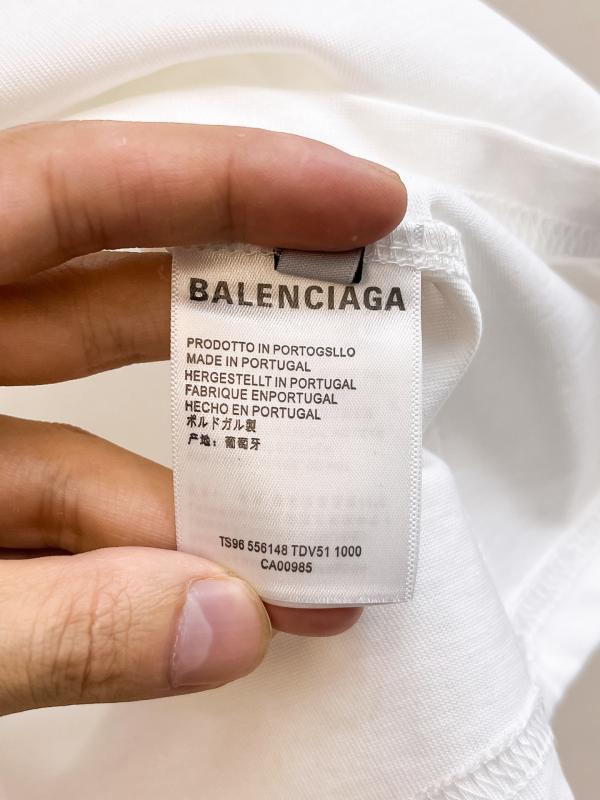 BALENCIAGA
PRODOTTO IN PORTOGSLLO
MADE IN PORTUGAL
HERGESTELLT IN PORTUGAL
FABRIQUE ENPORTUGAL
HECHO EN PORTUGAL
ポルドガル製
产地：葡萄牙
TS96 556148 TDV51 1000
CA00985